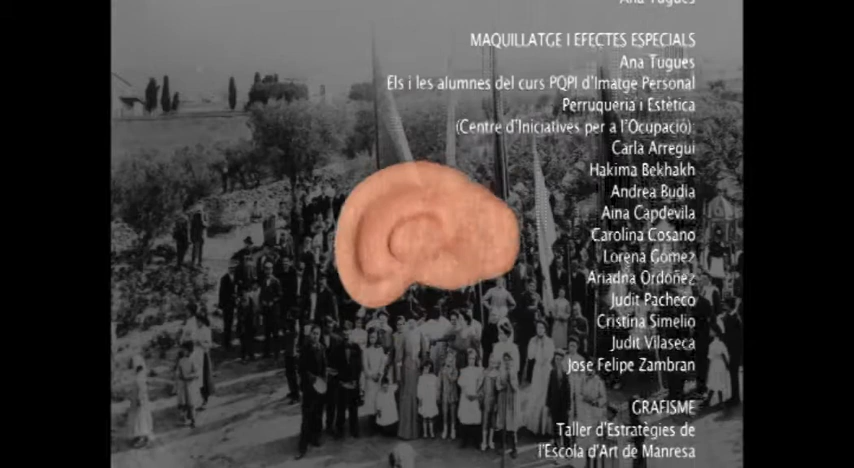 Ana Tugues
MAQUILLATGE I EFECTES ESPECIALS
Ana Tugues
Els i les alumnes del curs PQPI d'Imatge Personal
Perruqueria i Estètica
(Centre d'Iniciatives per a l'Ocupació):
Carla Arregui
Hakima Bekhakh
Andrea Budia
Aina Capdevila
Carolina Cosano
Lorena Gómez
Ariadna Ordóñez
Judit Pacheco
Cristina Simelio
Judit Vilaseca
Jose Felipe Zambran
GRAFISME
Taller d'Estratègies de
l'Escola d'Art de Manresa